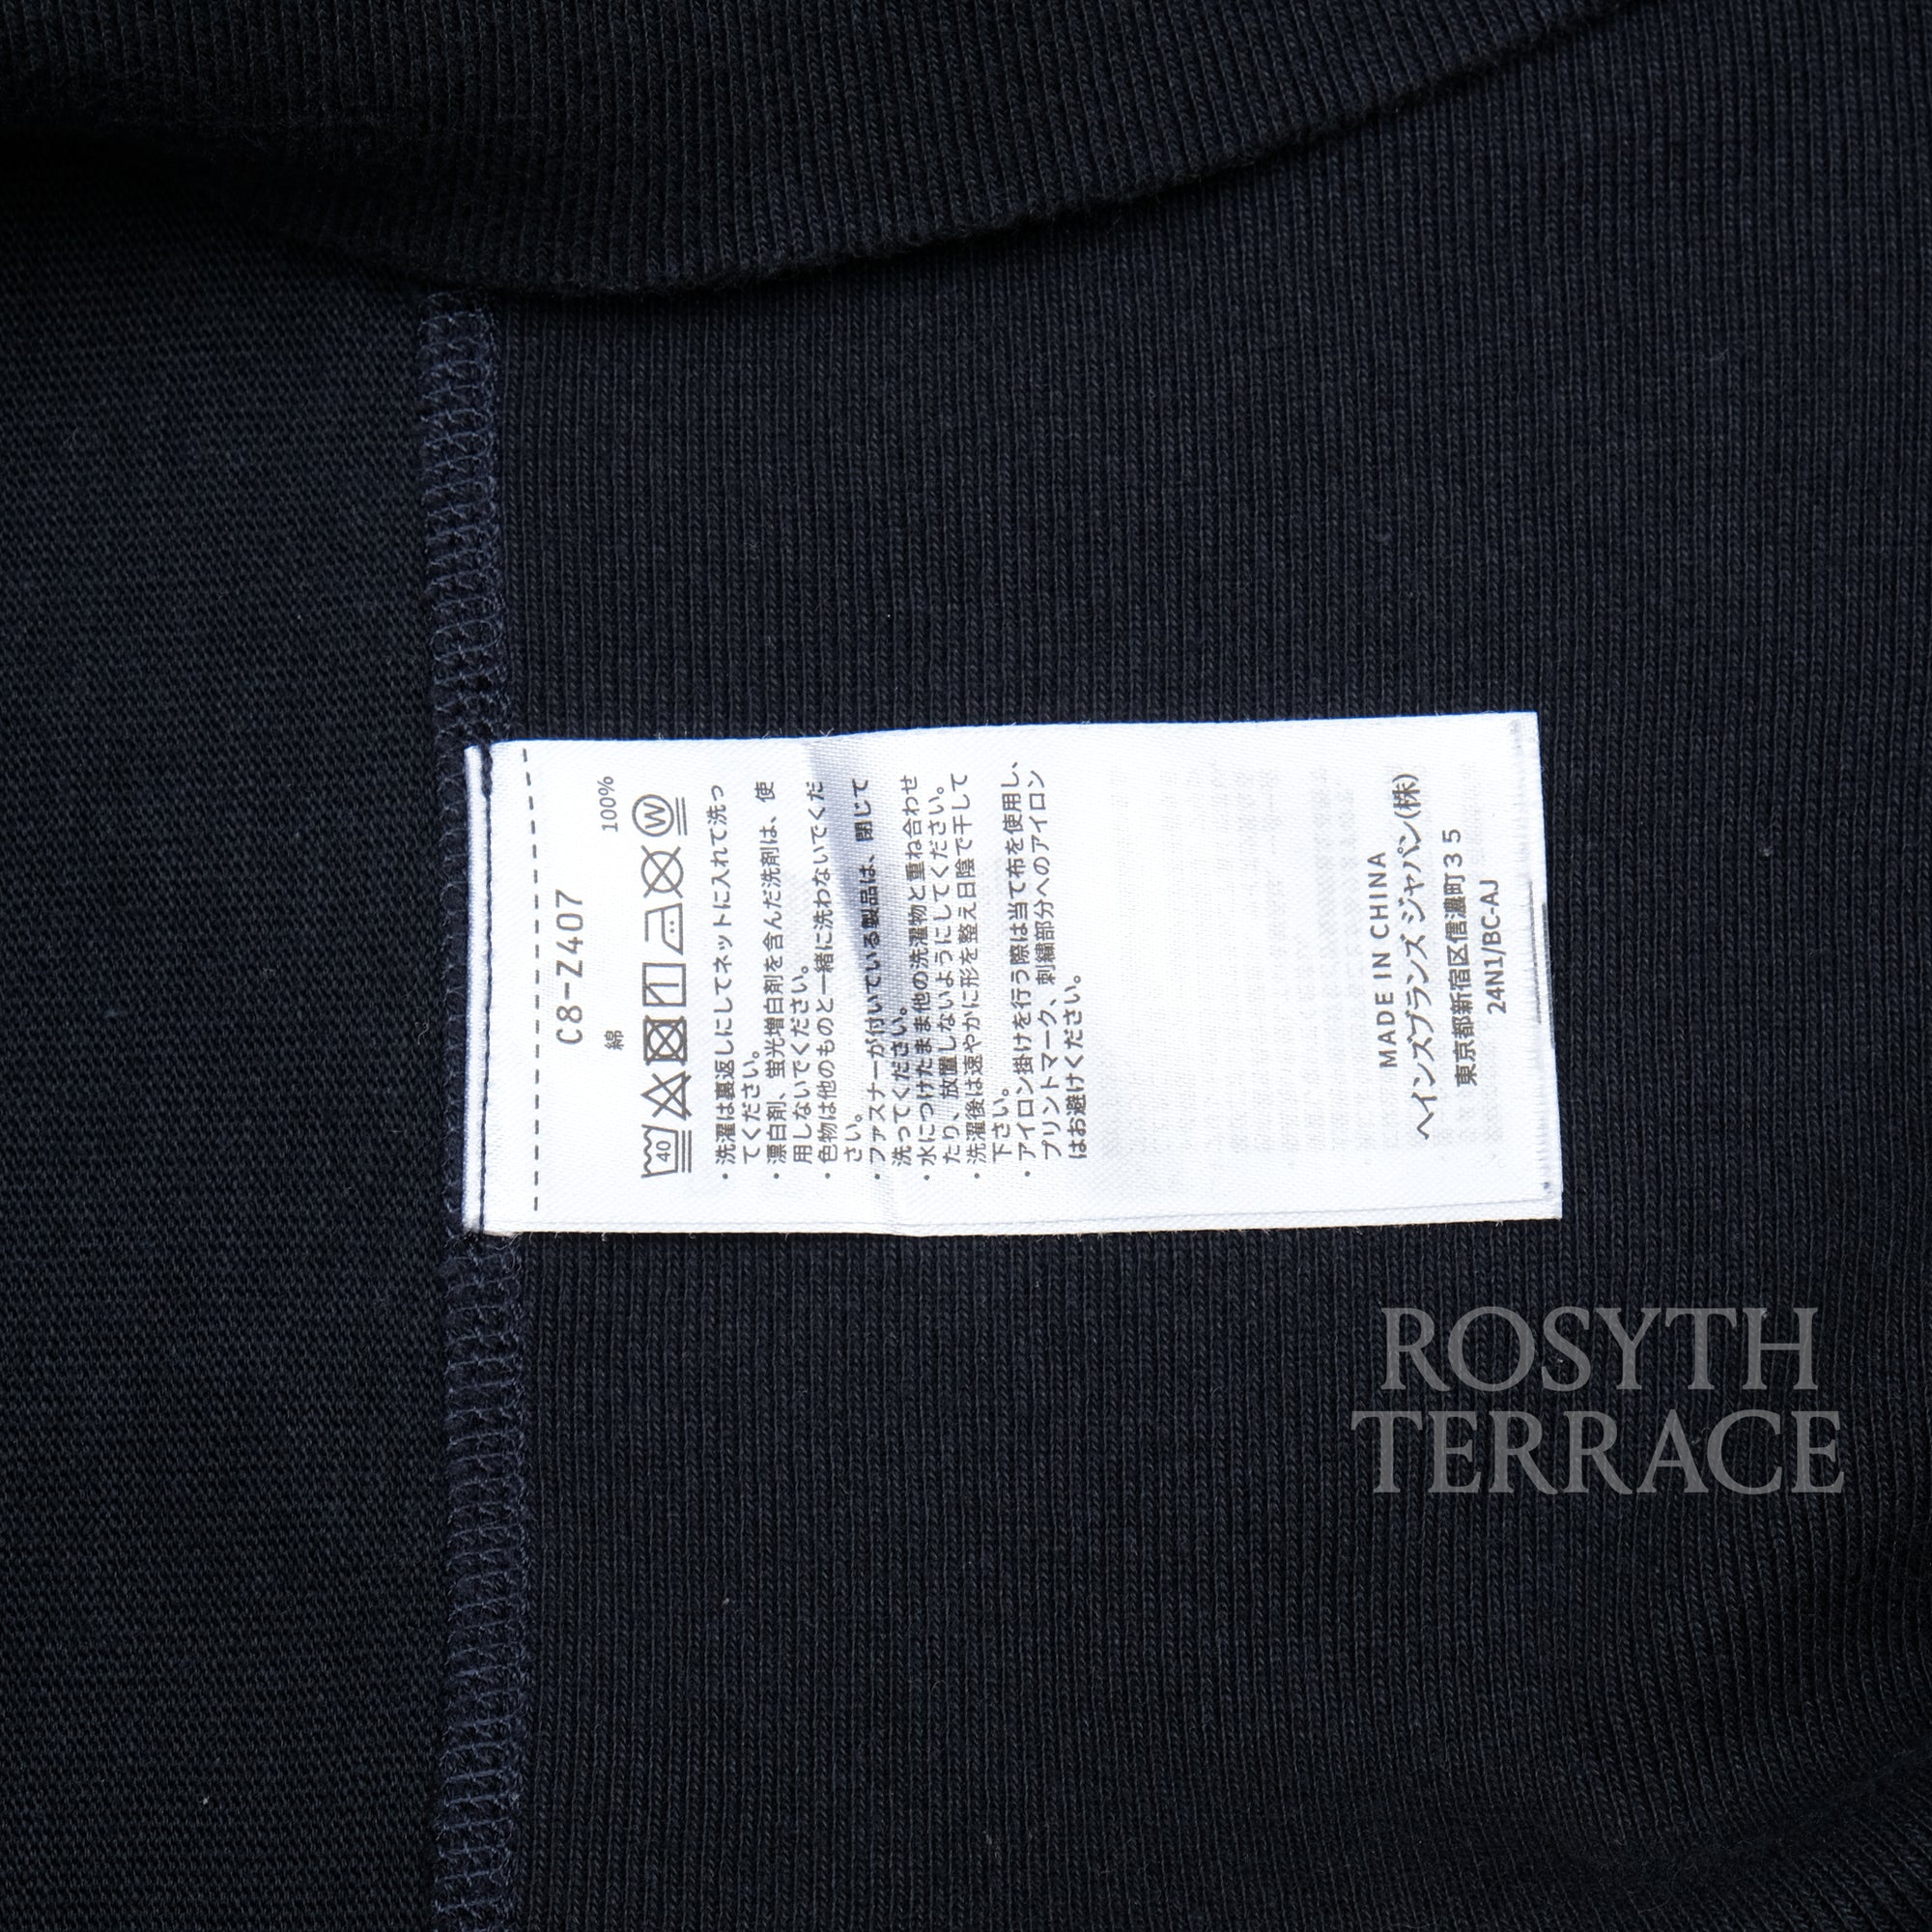 C8-Z407
綿 100%
40
W
・洗濯は裏返しにしてネットに入れて洗っ
てください。
・漂白剤、蛍光増白剤を含んだ洗剤は、使
用しないでください。
・色物は他のものと一緒に洗わないでくだ
さい。
・ファスナーが付いている製品は、閉じて
洗ってください。
・水につけたまま他の洗濯物と重ね合わせ
たり、放置しないようにしてください。
・洗濯後は速やかに形を整え日陰で干して
下さい。
・アイロン掛けを行う際は当て布を使用し、
プリントマーク、刺繍部分へのアイロン
はお避けください。
MADE IN CHINA
ヘインズブランズ ジャパン(株)
東京都新宿区信濃町35
24N1/BC-AJ
ROSYTH
TERRACE